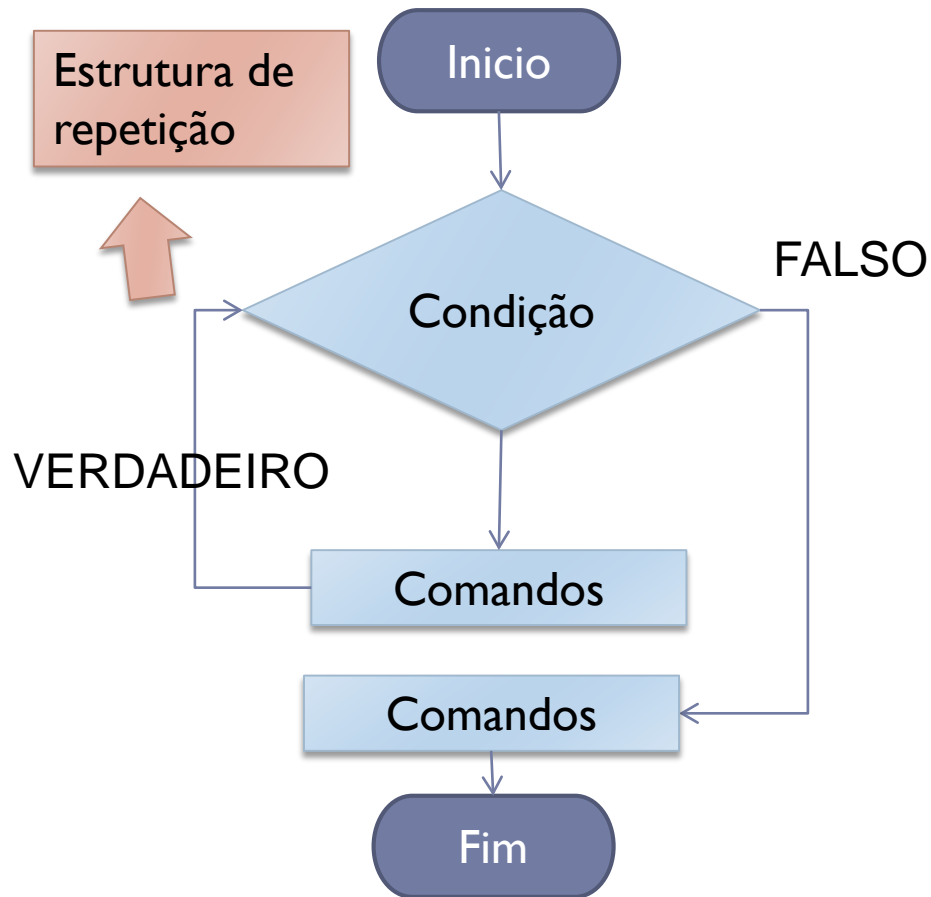 Estrutura de
repetição
Inicio
FALSO
Condição
VERDADEIRO
Comandos
Comandos
Fim